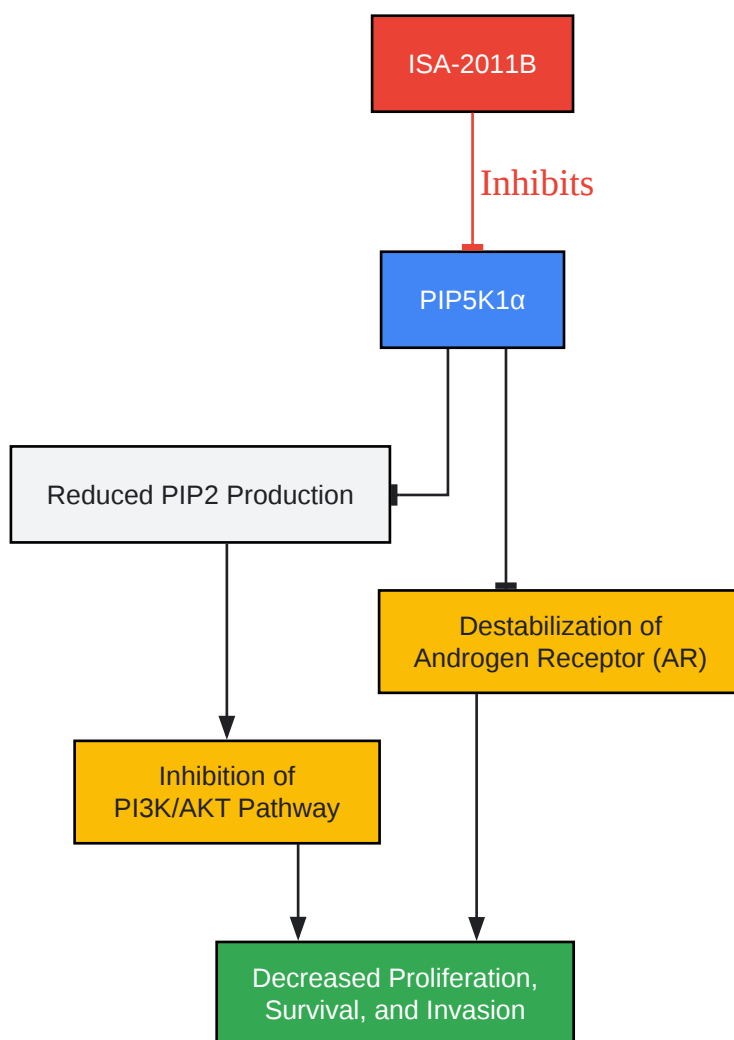 ISA-2011B
Inhibits
PIP5K1α
Reduced PIP2 Production
Destabilization of
Androgen Receptor (AR)
Inhibition of
PI3K/AKT Pathway
Decreased Proliferation,
Survival, and Invasion